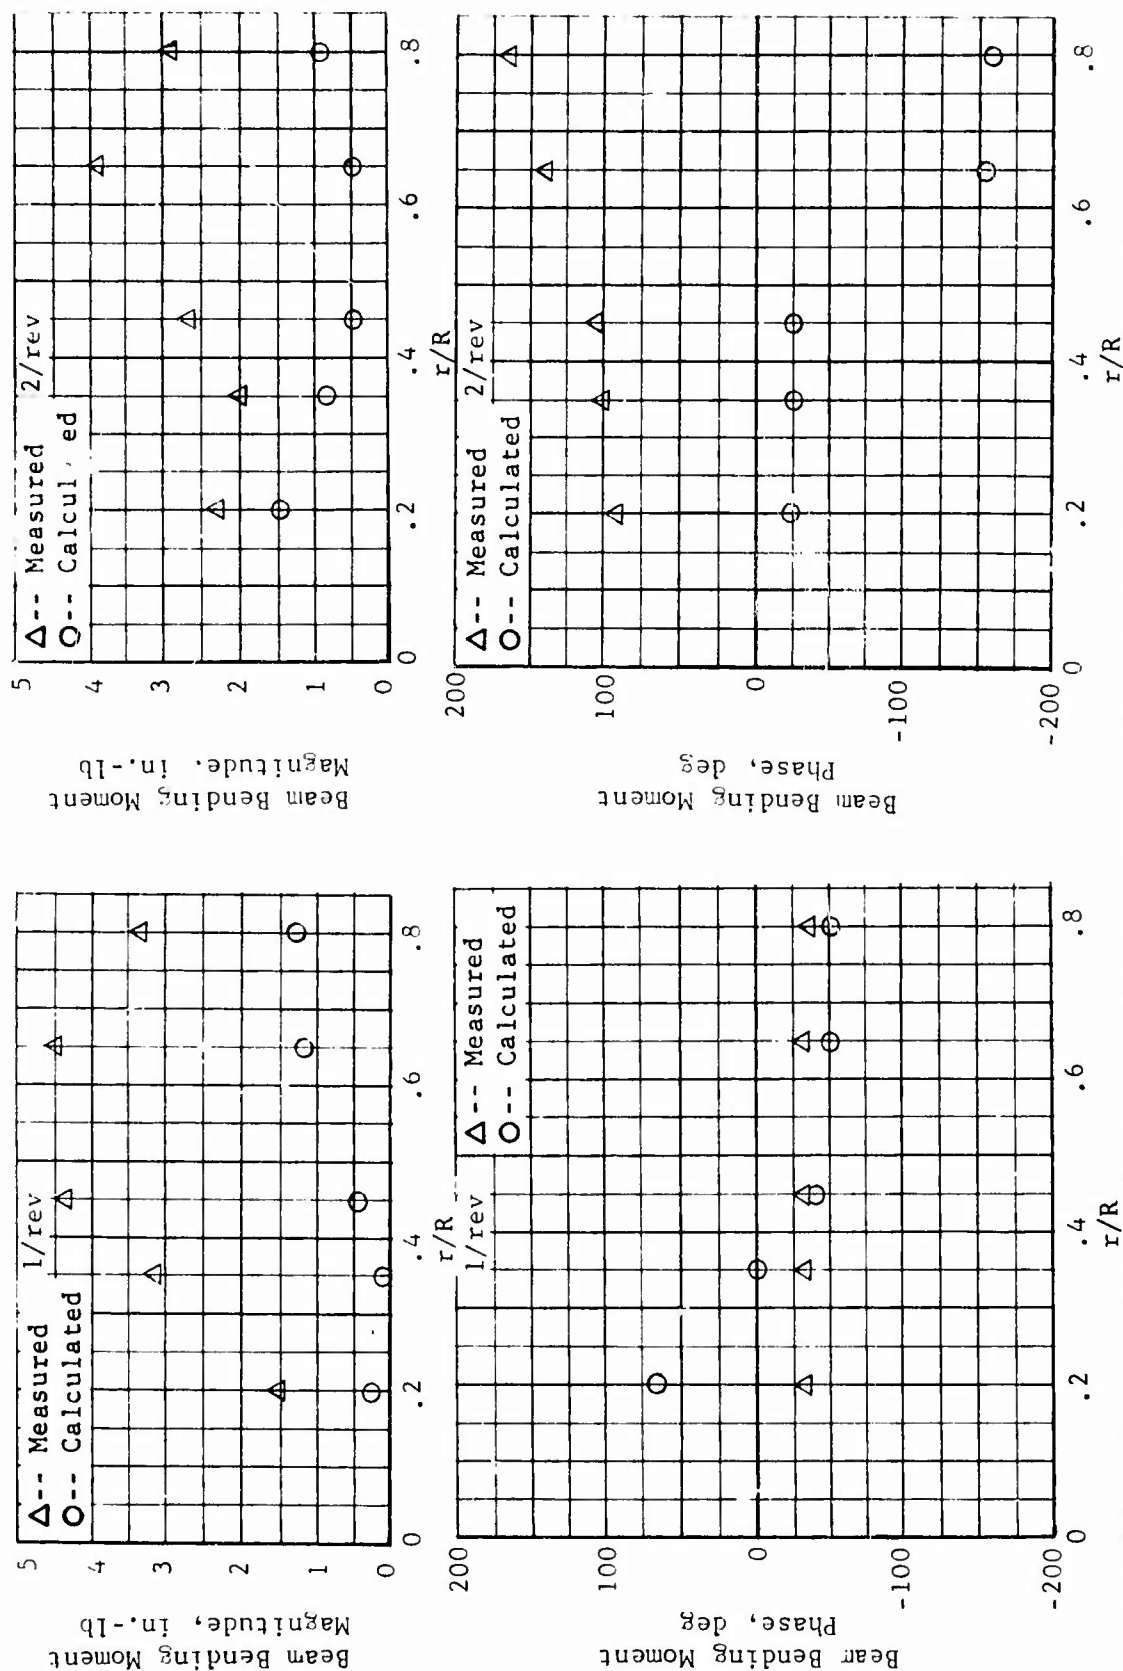 Beam Bending Moment
Magnitude, in.-lb
5
4
3
2
1
0
△-- Measured
O-- Calculated
1/rev
0
.2
.4
.6
.8
r/R
Bear Bending Moment
Phase, deg
200
100
0
-100
-200
1/rev
△-- Measured
O-- Calculated
0
.2
.4
.6
.8
r/R
Beam Bending Moment
Magnitude. in.-lb
5
4
3
2
1
0
△-- Measured
O-- Calcul ed
2/rev
0
.2
.4
.6
.8
r/R
Beam Bending Moment
Phase, deg
200
100
0
-100
-200
△-- Measured
O-- Calculated
2/rev
0
.2
.4
.6
.8
r/R